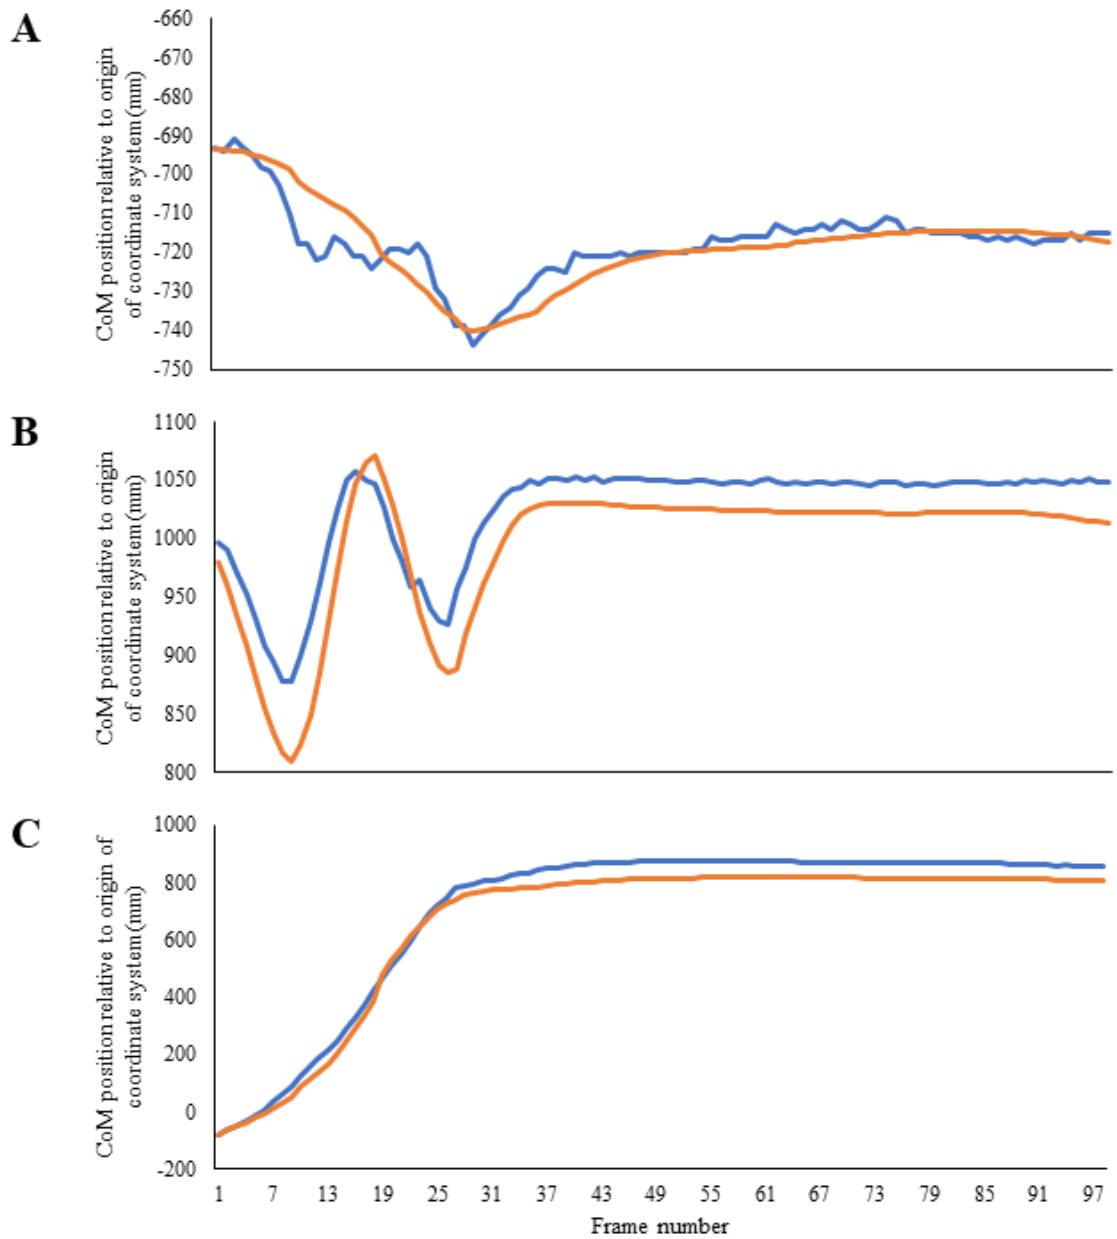 A
CoM position relative to origin
of coordinate system (mm)
-660
-670
-680
-690
-700
-710
-720
-730
-740
-750
B
CoM position relative to origin
of coordinate system (mm)
1100
1050
1000
950
900
850
800
C
CoM position relative to origin of
coordinate system (mm)
1000
800
600
400
200
0
-200
1 7 13 19 25 31 37 43 49 55 61 67 73 79 85 91 97
Frame number